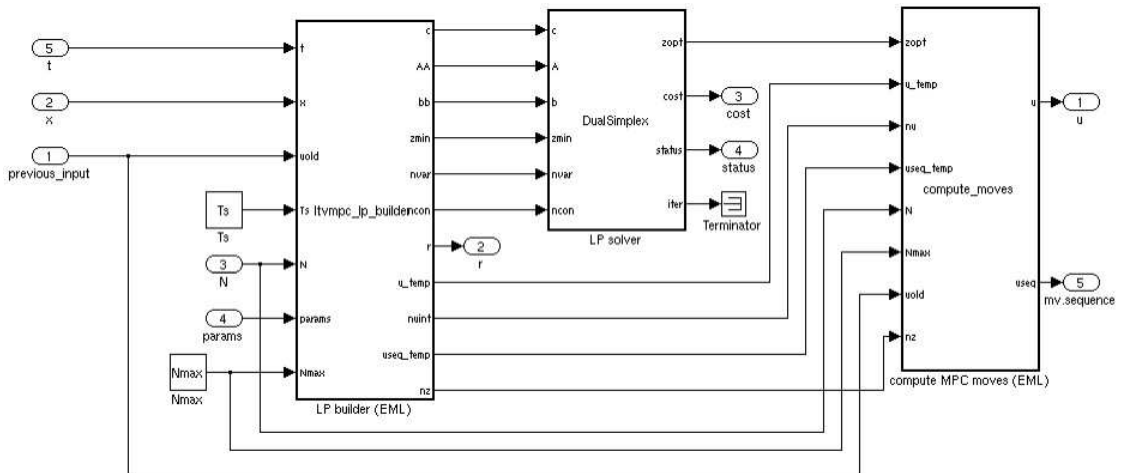 5
t
2
x
1
previous_input
Ts
Ts
3
N
4
params
Nmax
Nmax
t
x
uold
Ts
N
params
Nmax
ltvmpc_lp_builder
c
AA
bb
zmin
nvar
ncon
r
u_temp
nuint
useq_temp
nz
LP builder (EML)
2
r
c
A
b
zmin
nvar
ncon
DualSimplex
zopt
cost
status
iter
LP solver
3
cost
4
status
Terminator
zopt
u_temp
nu
useq_temp
N
Nmax
uold
nz
compute_moves
u
useq
compute MPC moves (EML)
1
u
5
mv.sequence